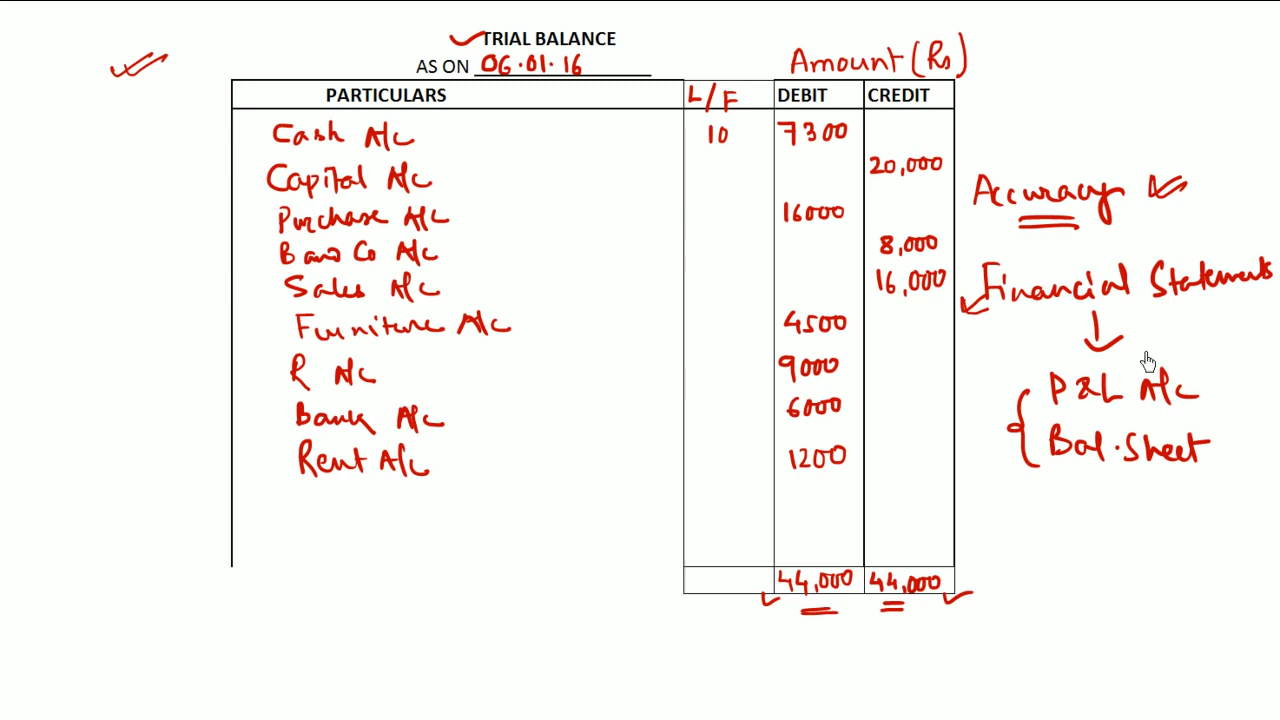 TRIAL BALANCE
AS ON 06.01.16
Amount (Rs)
PARTICULARS L/F DEBIT CREDIT
Cash A/c 10 7300
Capital A/c 20,000
Purchase A/c 16000
B and Co A/c 8,000
Sales A/c 16,000
Furniture A/c 4500
R A/c 9000
Bank A/c 6000
Rent A/c 1200
44,000 44,000
Accuracy
Financial Statements
P&L A/c
Bal. Sheet